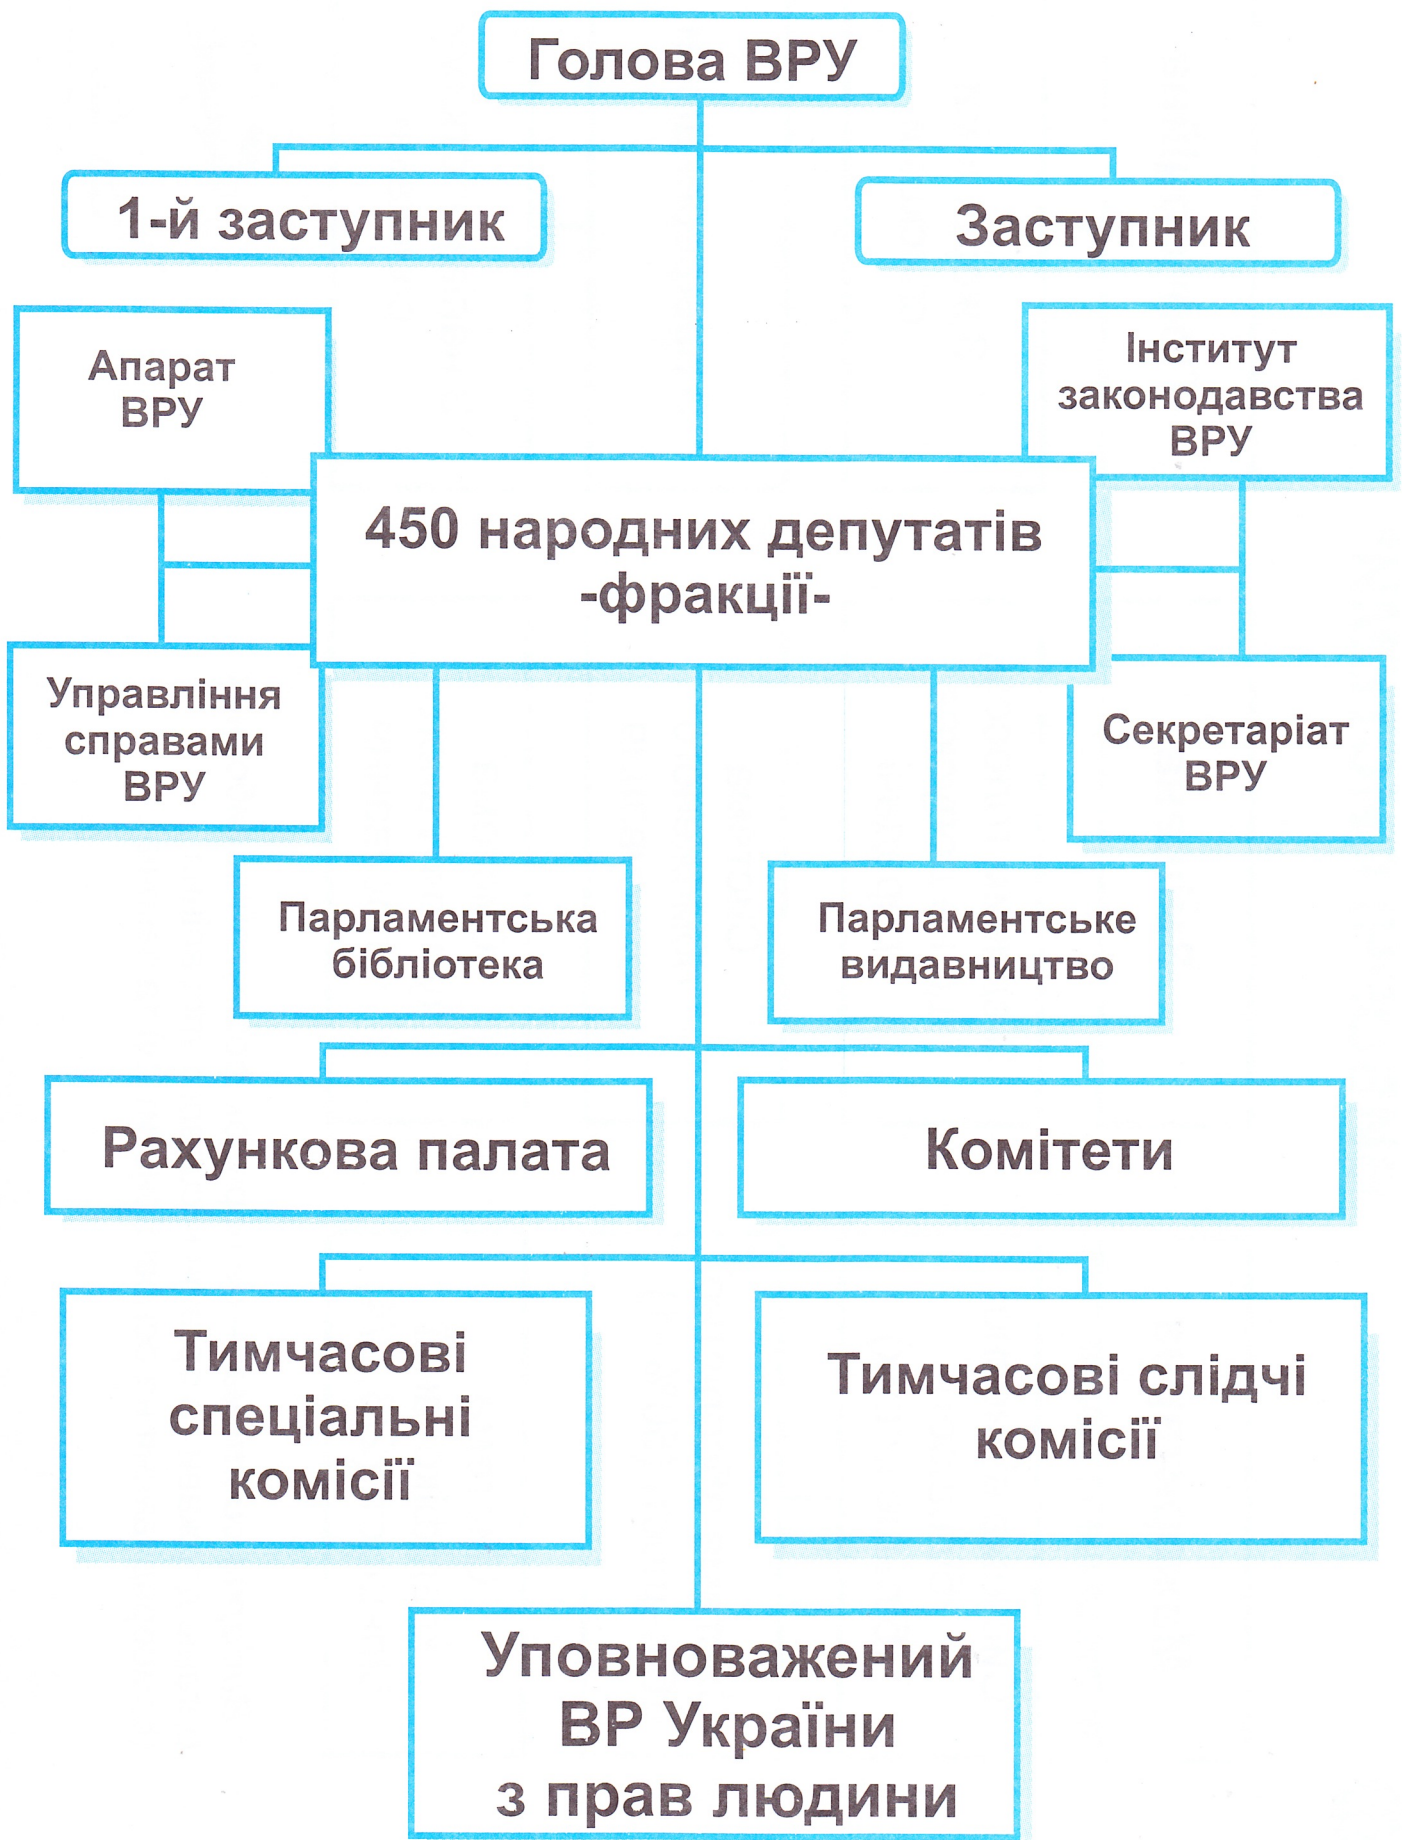 Голова ВРУ
1-й заступник
Заступник
Апарат
ВРУ
Інститут
законодавства
ВРУ
450 народних депутатів
-фракції-
Управління
справами
ВРУ
Секретаріат
ВРУ
Парламентська
бібліотека
Парламентське
видавництво
Рахункова палата
Комітети
Тимчасові
спеціальні
комісії
Тимчасові слідчі
комісії
Уповноважений
ВР України
з прав людини